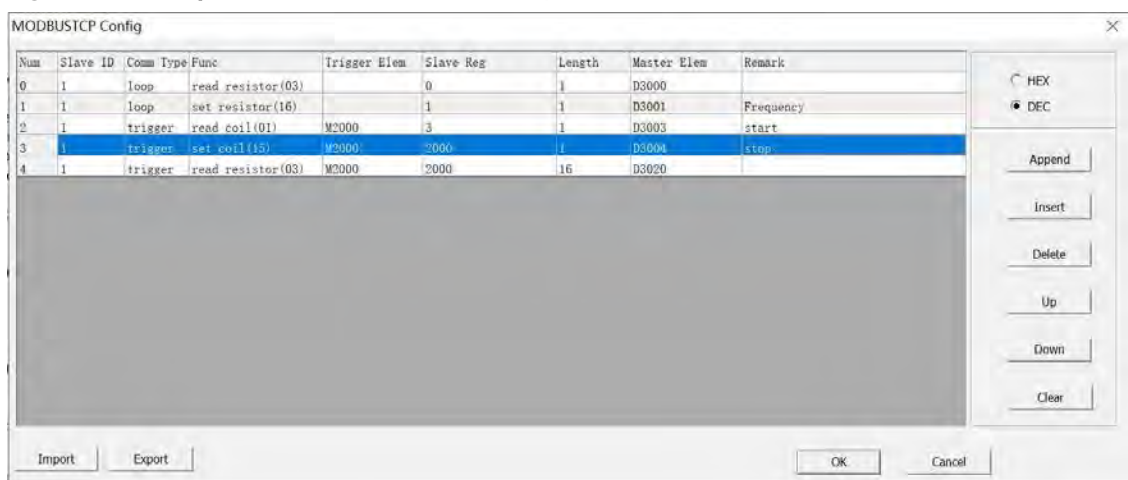 MODBUSTCP Config
Num Slave ID Comm Type Func Trigger Elem Slave Reg Length Master Elem Remark
0 1 loop read resistor(03) 0 1 D3000
1 1 loop set resistor(16) 1 1 D3001 Frequency
2 1 trigger read coil(01) M2000 3 1 D3003 start
3 1 trigger set coil(15) M2000 2000 1 D3004 stop
4 1 trigger read resistor(03) M2000 2000 16 D3020
HEX
DEC
Append
Insert
Delete
Up
Down
Clear
Import Export OK Cancel